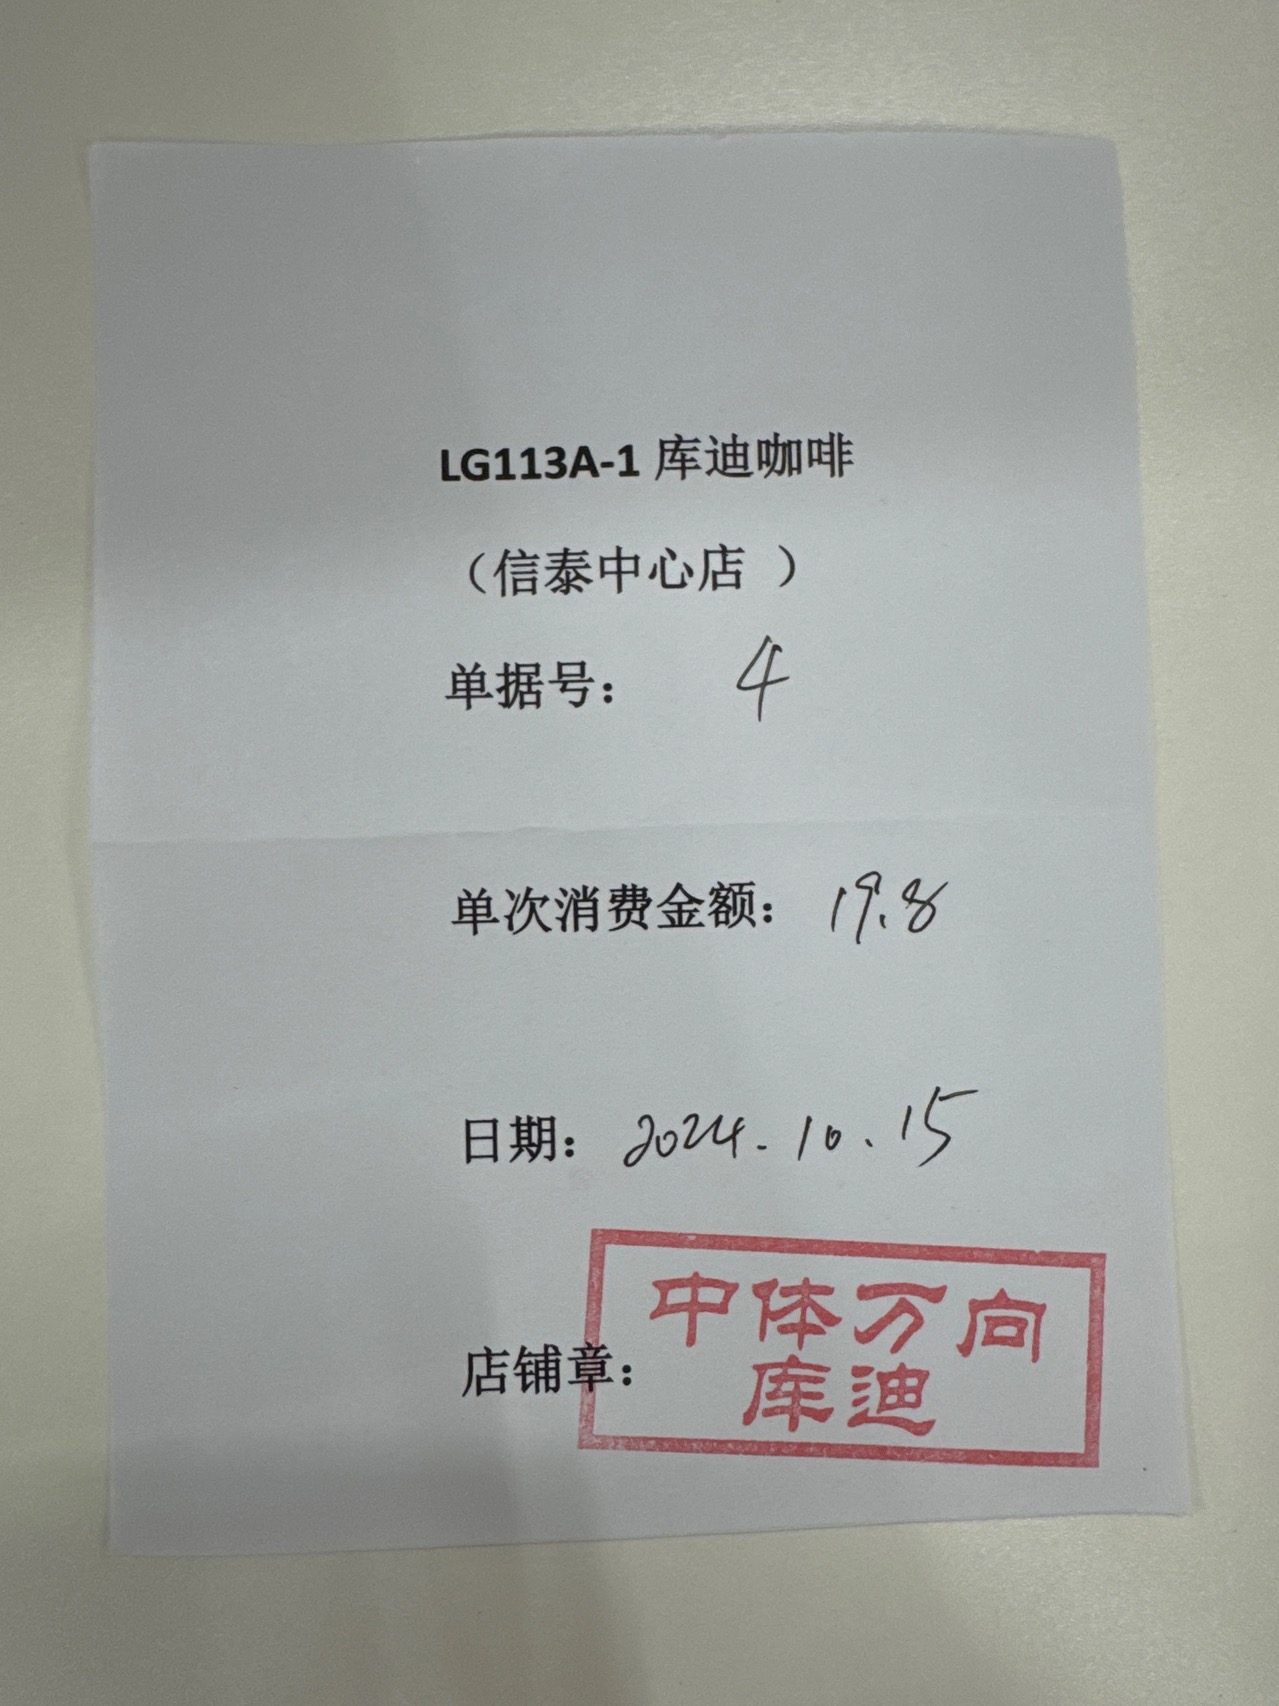 LG113A-1 库迪咖啡
（信泰中心店 ）
单据号： 4
单次消费金额： 19.8
日期： 2024.10.15
中体万向
店铺章：
库迪